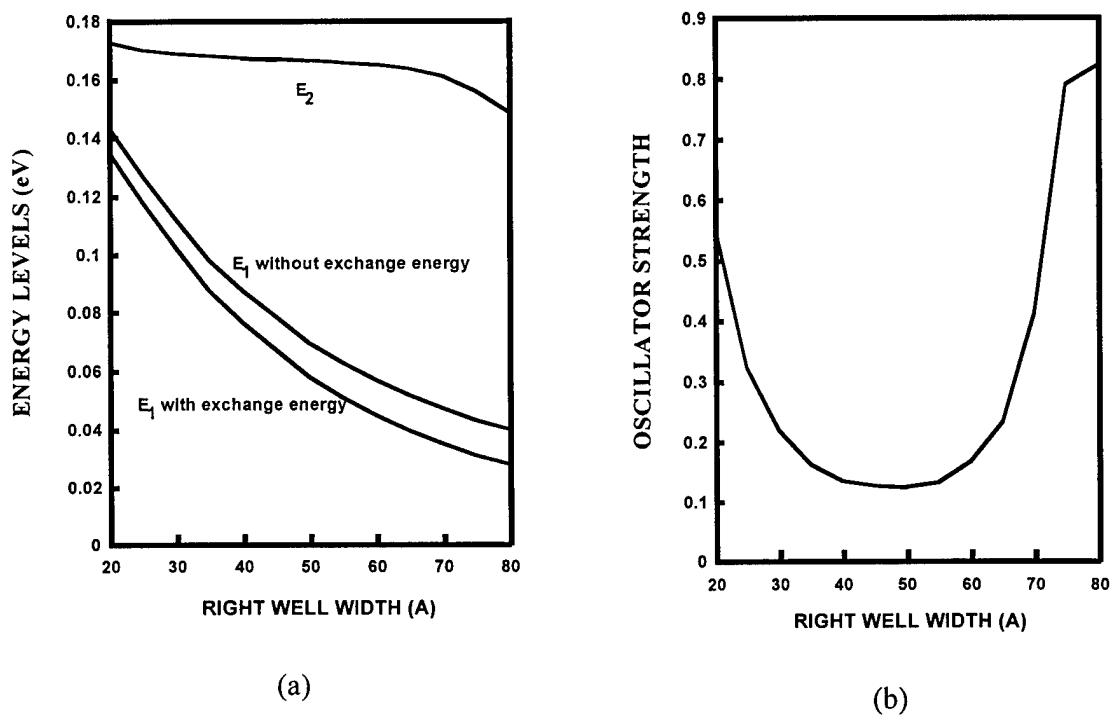 0.18
0.16
0.14
0.12
0.1
0.08
0.06
0.04
0.02
0
ENERGY LEVELS (eV)
E2
E1 without exchange energy
E1 with exchange energy
20 30 40 50 60 70 80
RIGHT WELL WIDTH (A)
(a)
0.9
0.8
0.7
0.6
0.5
0.4
0.3
0.2
0.1
0
OSCILLATOR STRENGTH
20 30 40 50 60 70 80
RIGHT WELL WIDTH (A)
(b)